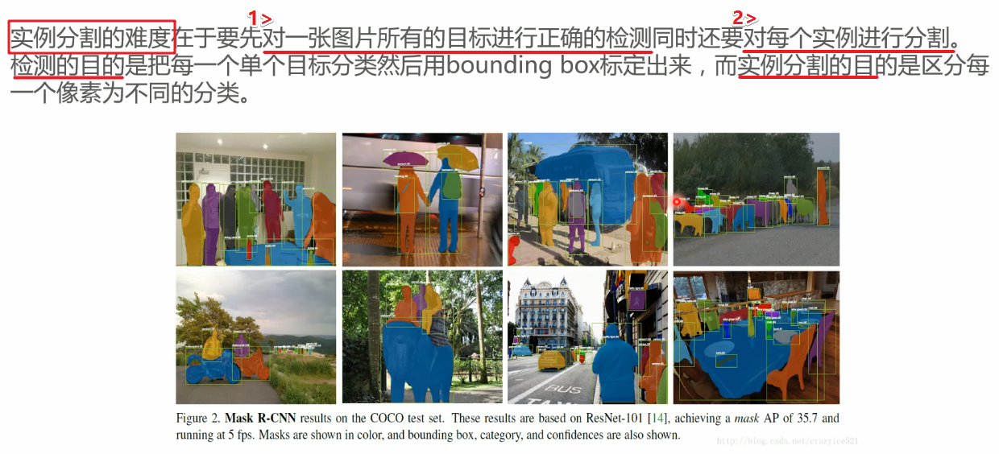 1> 2>
实例分割的难度在于要先对一张图片所有的目标进行正确的检测同时还要对每个实例进行分割。
检测的目的是把每一个单个目标分类然后用bounding box标定出来，而实例分割的目的是区分每
一个像素为不同的分类。
BUS
Figure 2. Mask R-CNN results on the COCO test set. These results are based on ResNet-101 [14], achieving a mask AP of 35.7 and
running at 5 fps. Masks are shown in color, and bounding box, category, and confidences are also shown.
http://blog.csdn.net/crazyice521